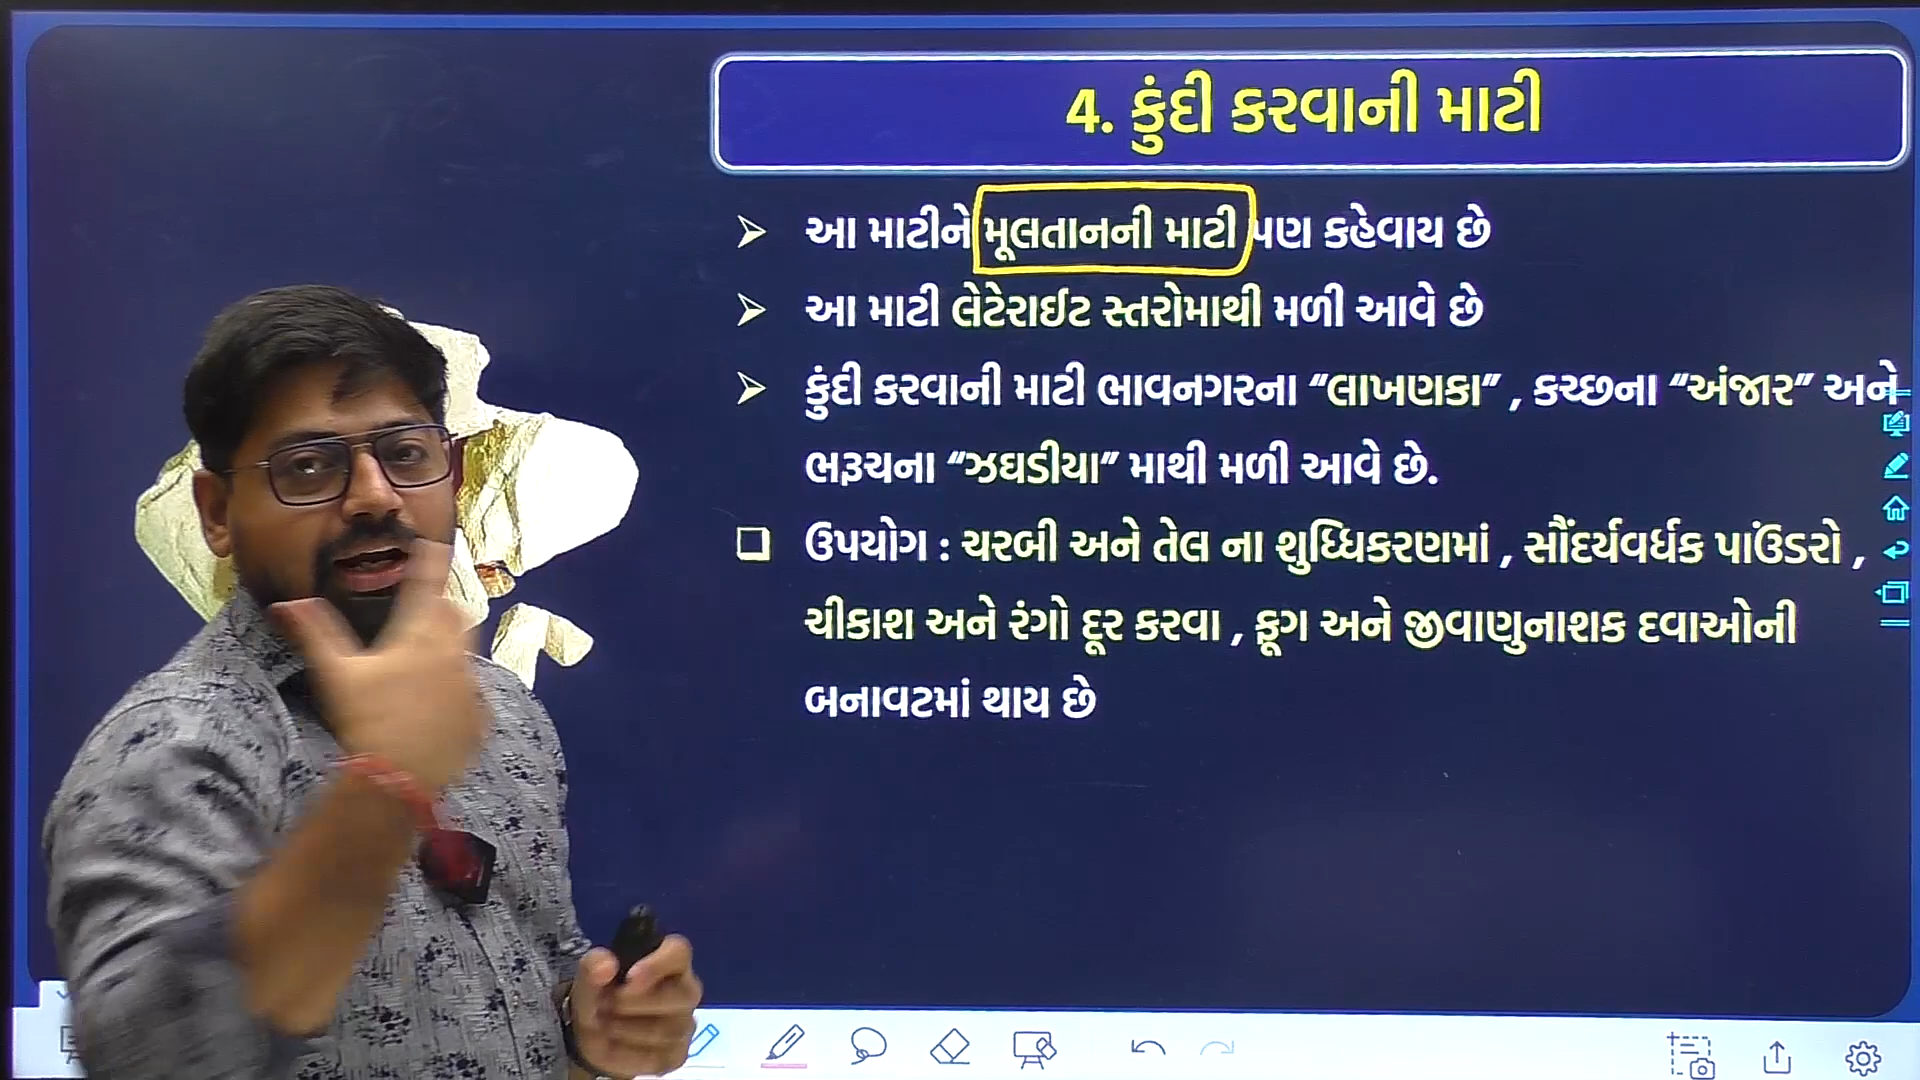 4. કુંદી કરવાની માટી
આ માટીને મૂલતાનની માટી પણ કહેવાય છે
આ માટી લેટેરાઈટ સ્તરોમાથી મળી આવે છે
કુંદી કરવાની માટી ભાવનગરના “લાખણકા” , કચ્છના “અંજાર” અને
ભરૂચના “ઝઘડીયા” માથી મળી આવે છે.
ઉપયોગ : ચરબી અને તેલ ના શુધ્ધિકરણમાં , સૌંદર્યવર્ધક પાઉંડરો ,
ચીકાશ અને રંગો દૂર કરવા , ફૂગ અને જીવાણુનાશક દવાઓની
બનાવટમાં થાય છે